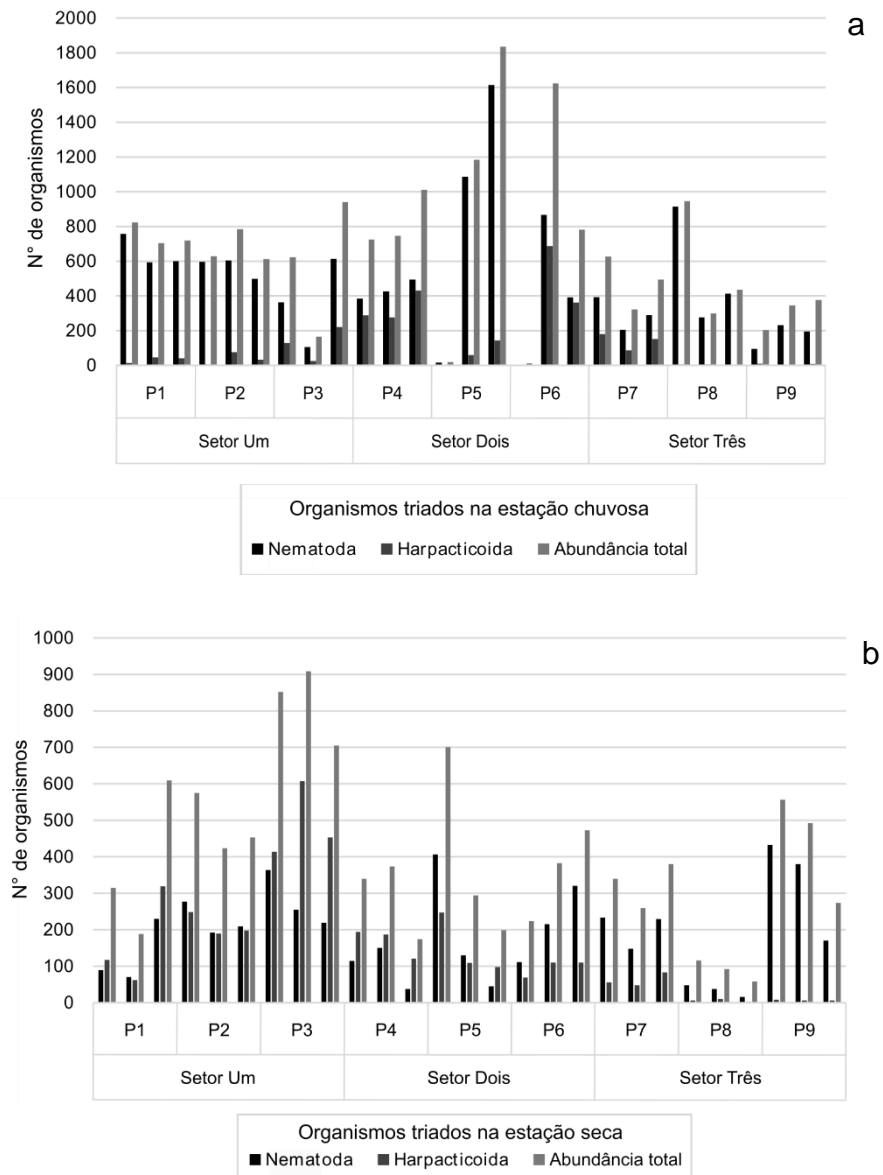 a
2000
1800
1600
1400
1200
1000
800
600
400
200
0
N° de organismos
P1 P2 P3 P4 P5 P6 P7 P8 P9
Setor Um Setor Dois Setor Três
Organismos triados na estação chuvosa
Nematoda Harpacticoida Abundância total
b
1000
900
800
700
600
500
400
300
200
100
0
N° de organismos
P1 P2 P3 P4 P5 P6 P7 P8 P9
Setor Um Setor Dois Setor Três
Organismos triados na estação seca
Nematoda Harpacticoida Abundância total